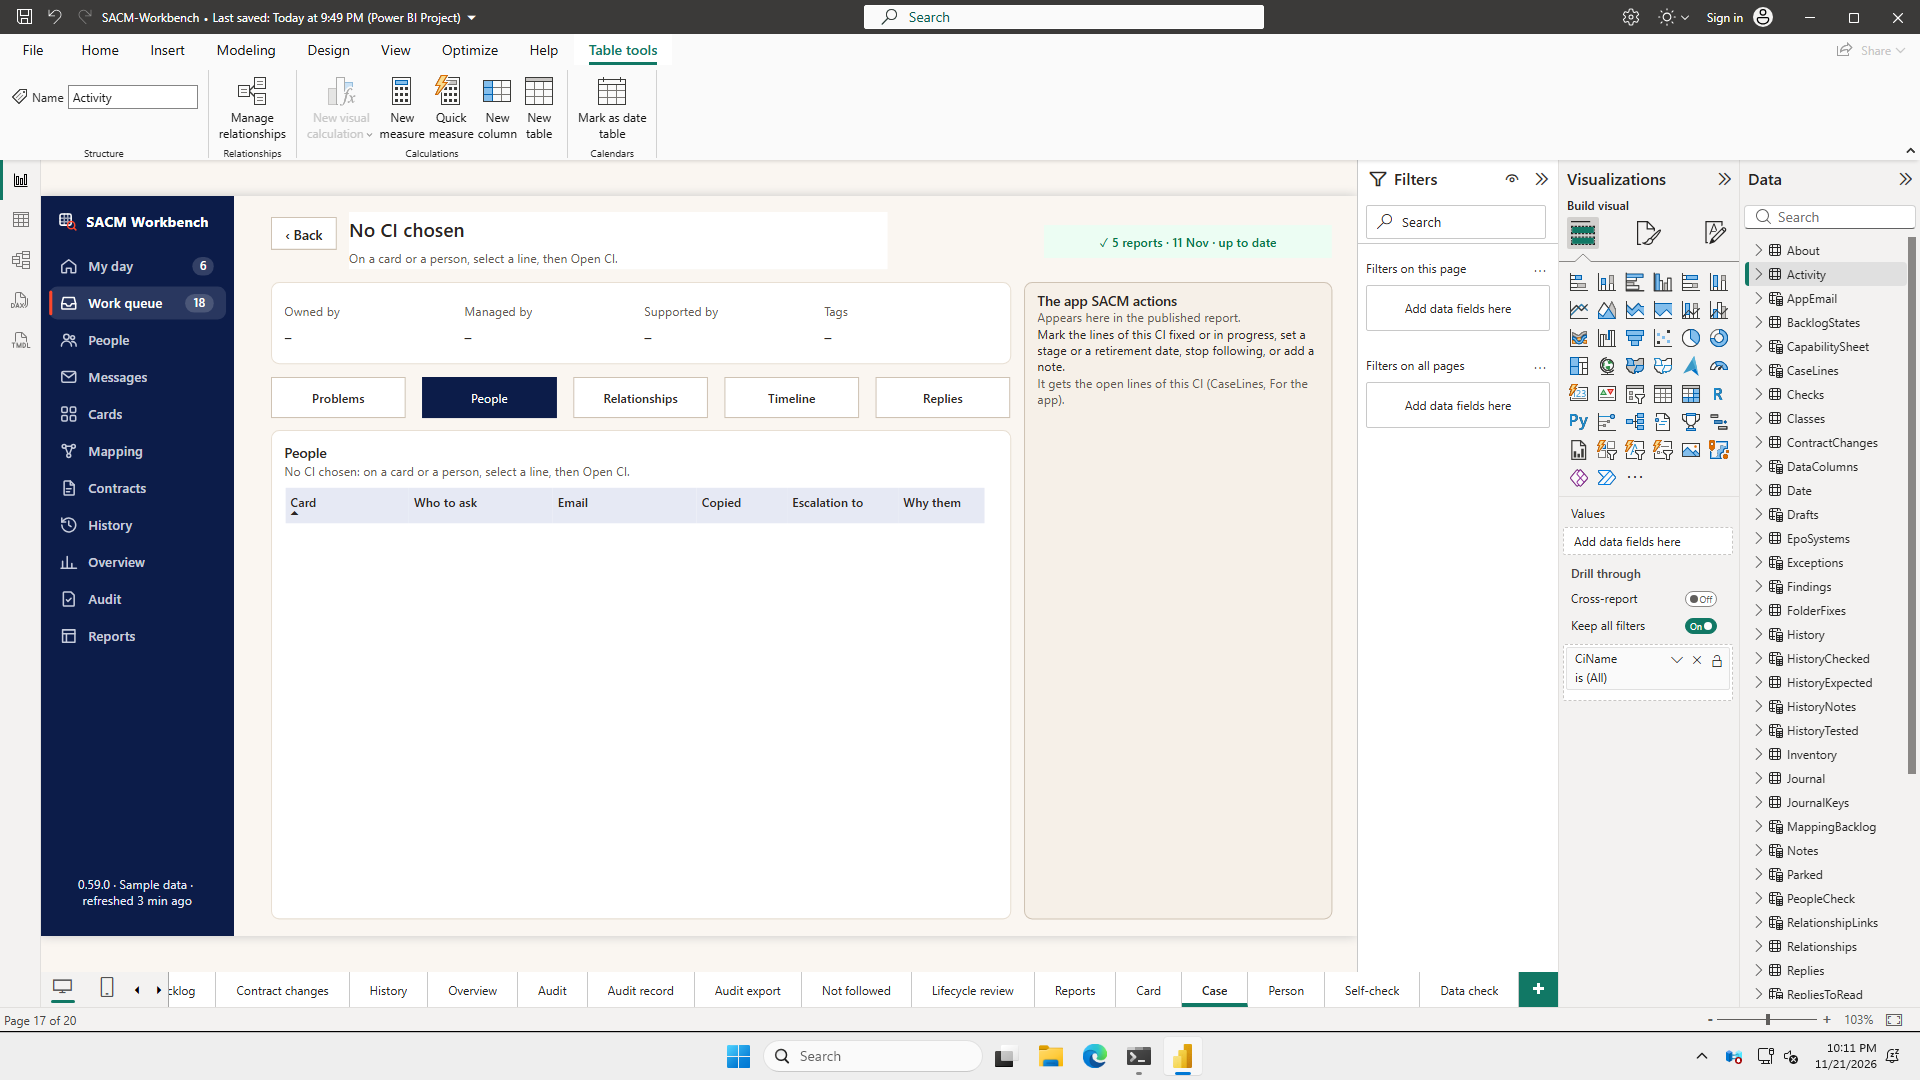 SACM-Workbench • Last saved: Today at 9:49 PM (Power BI Project)
Search
Sign in
File
Home
Insert
Modeling
Design
View
Optimize
Help
Table tools
Share
Name
Activity
Structure
Manage relationships
Relationships
New visual calculation
New measure
Quick measure
New column
New table
Calculations
Mark as date table
Calendars
SACM Workbench
My day 6
Work queue 18
People
Messages
Cards
Mapping
Contracts
History
Overview
Audit
Reports
0.59.0 · Sample data ·
refreshed 3 min ago
‹ Back
No CI chosen
On a card or a person, select a line, then Open CI.
✓ 5 reports · 11 Nov · up to date
Owned by
Managed by
Supported by
Tags
–
–
–
–
Problems
People
Relationships
Timeline
Replies
People
No CI chosen: on a card or a person, select a line, then Open CI.
Card
Who to ask
Email
Copied
Escalation to
Why them
The app SACM actions
Appears here in the published report.
Mark the lines of this CI fixed or in progress, set a
stage or a retirement date, stop following, or add a
note.
It gets the open lines of this CI (CaseLines, For the
app).
Filters
Search
Filters on this page
...
Add data fields here
Filters on all pages
...
Add data fields here
Visualizations
Build visual
R
Py
123
...
Values
Add data fields here
Drill through
Cross-report
Off
Keep all filters
On
CiName
is (All)
Data
Search
About
Activity
AppEmail
BacklogStates
CapabilitySheet
CaseLines
Checks
Classes
ContractChanges
DataColumns
Date
Drafts
EpoSystems
Exceptions
Findings
FolderFixes
History
HistoryChecked
HistoryExpected
HistoryNotes
HistoryTested
Inventory
Journal
JournalKeys
MappingBacklog
Notes
Parked
PeopleCheck
RelationshipLinks
Relationships
Replies
RepliesToRead
DAX
TMDL
cklog
Contract changes
History
Overview
Audit
Audit record
Audit export
Not followed
Lifecycle review
Reports
Card
Case
Person
Self-check
Data check
+
Page 17 of 20
- + 103%
Search
10:11 PM
11/21/2026